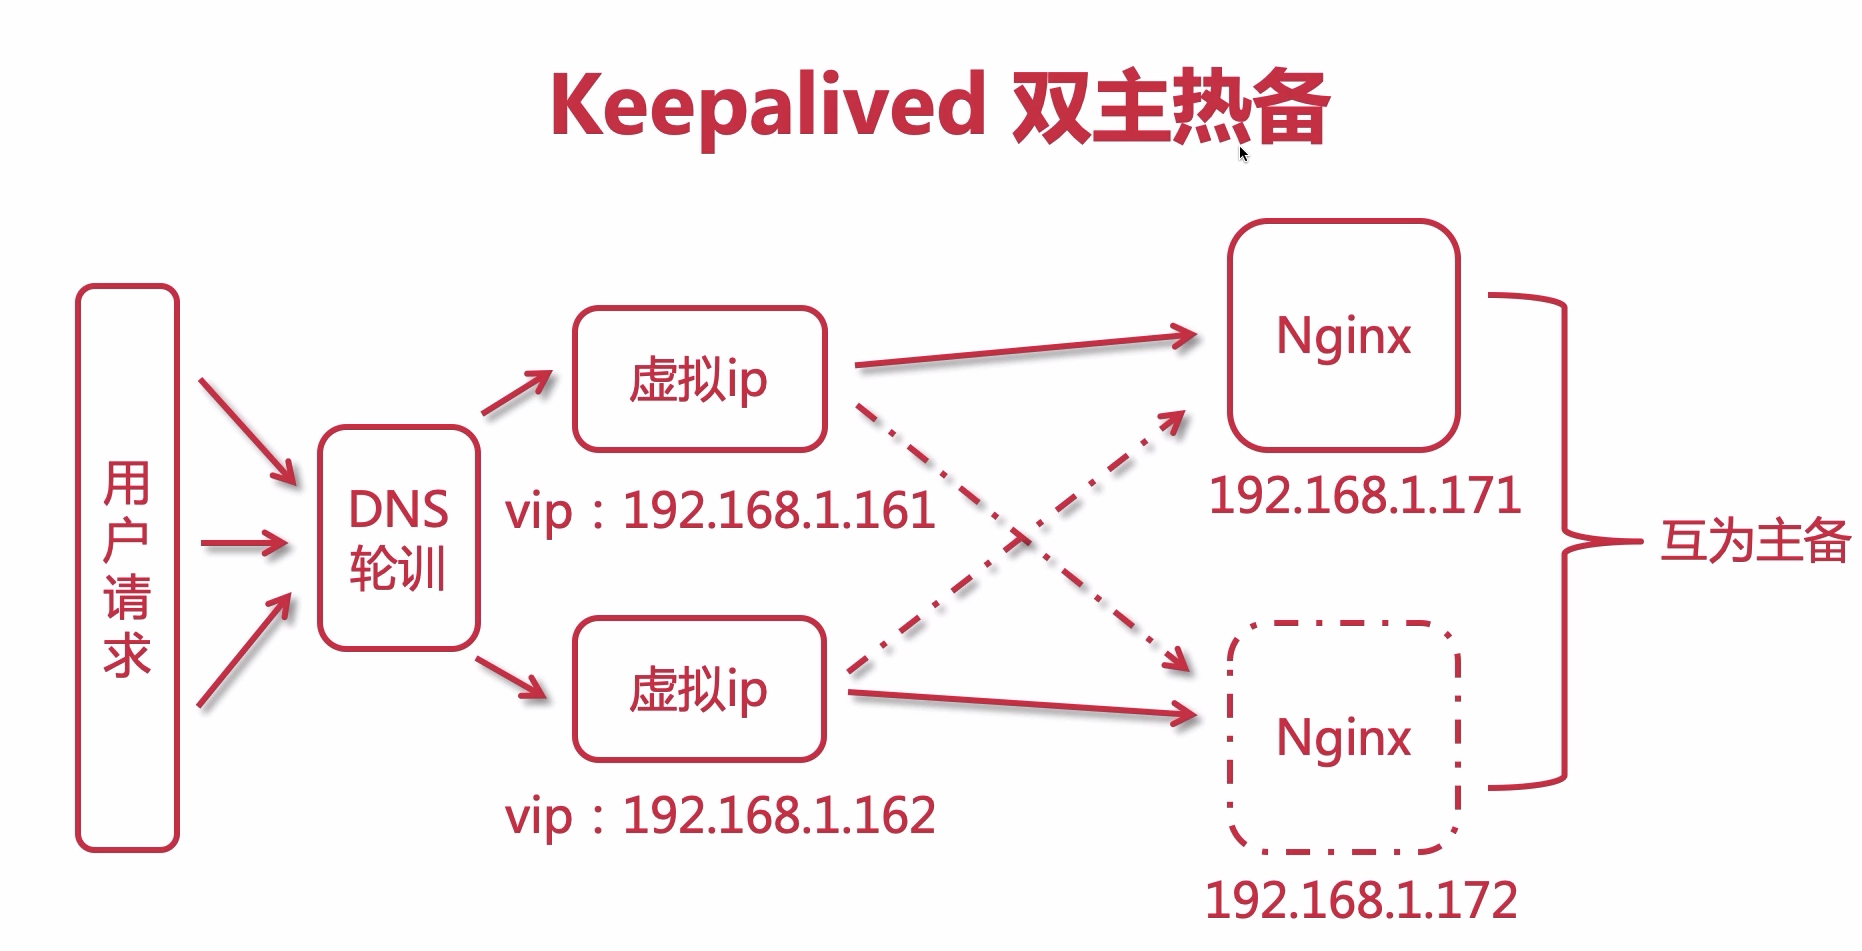 Keepalived 双主热备
用户请求
DNS
轮训
虚拟ip
vip：192.168.1.161
虚拟ip
vip：192.168.1.162
Nginx
192.168.1.171
Nginx
192.168.1.172
互为主备